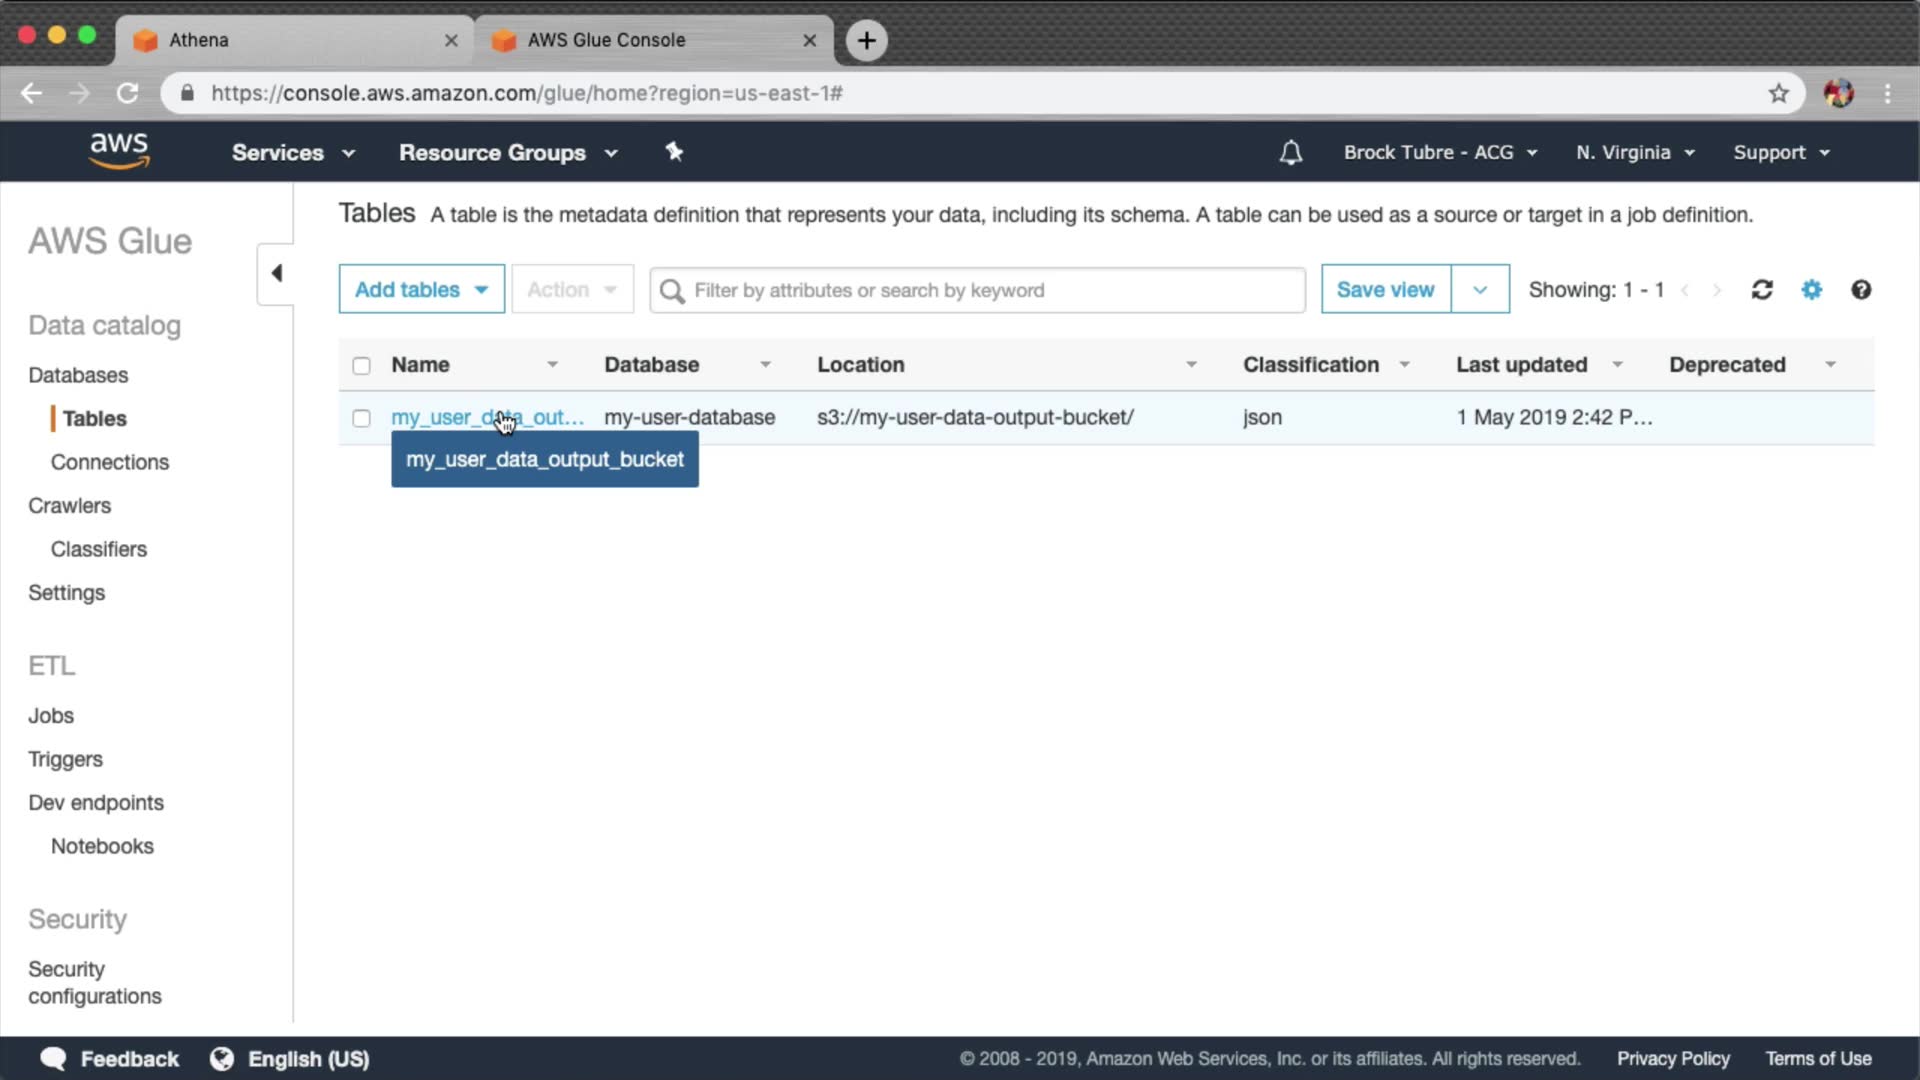 Athena
AWS Glue Console
https://console.aws.amazon.com/glue/home?region=us-east-1#
aws
Services
Resource Groups
Brock Tubre - ACG
N. Virginia
Support
AWS Glue
Data catalog
Databases
Tables
Connections
Crawlers
Classifiers
Settings
ETL
Jobs
Triggers
Dev endpoints
Notebooks
Security
Security
configurations
Tables A table is the metadata definition that represents your data, including its schema. A table can be used as a source or target in a job definition.
Add tables
Action
Filter by attributes or search by keyword
Save view
Showing: 1 - 1
Name Database Location Classification Last updated Deprecated
my_user_data_out... my-user-database s3://my-user-data-output-bucket/ json 1 May 2019 2:42 P...
my_user_data_output_bucket
Feedback
English (US)
© 2008 - 2019, Amazon Web Services, Inc. or its affiliates. All rights reserved.
Privacy Policy
Terms of Use